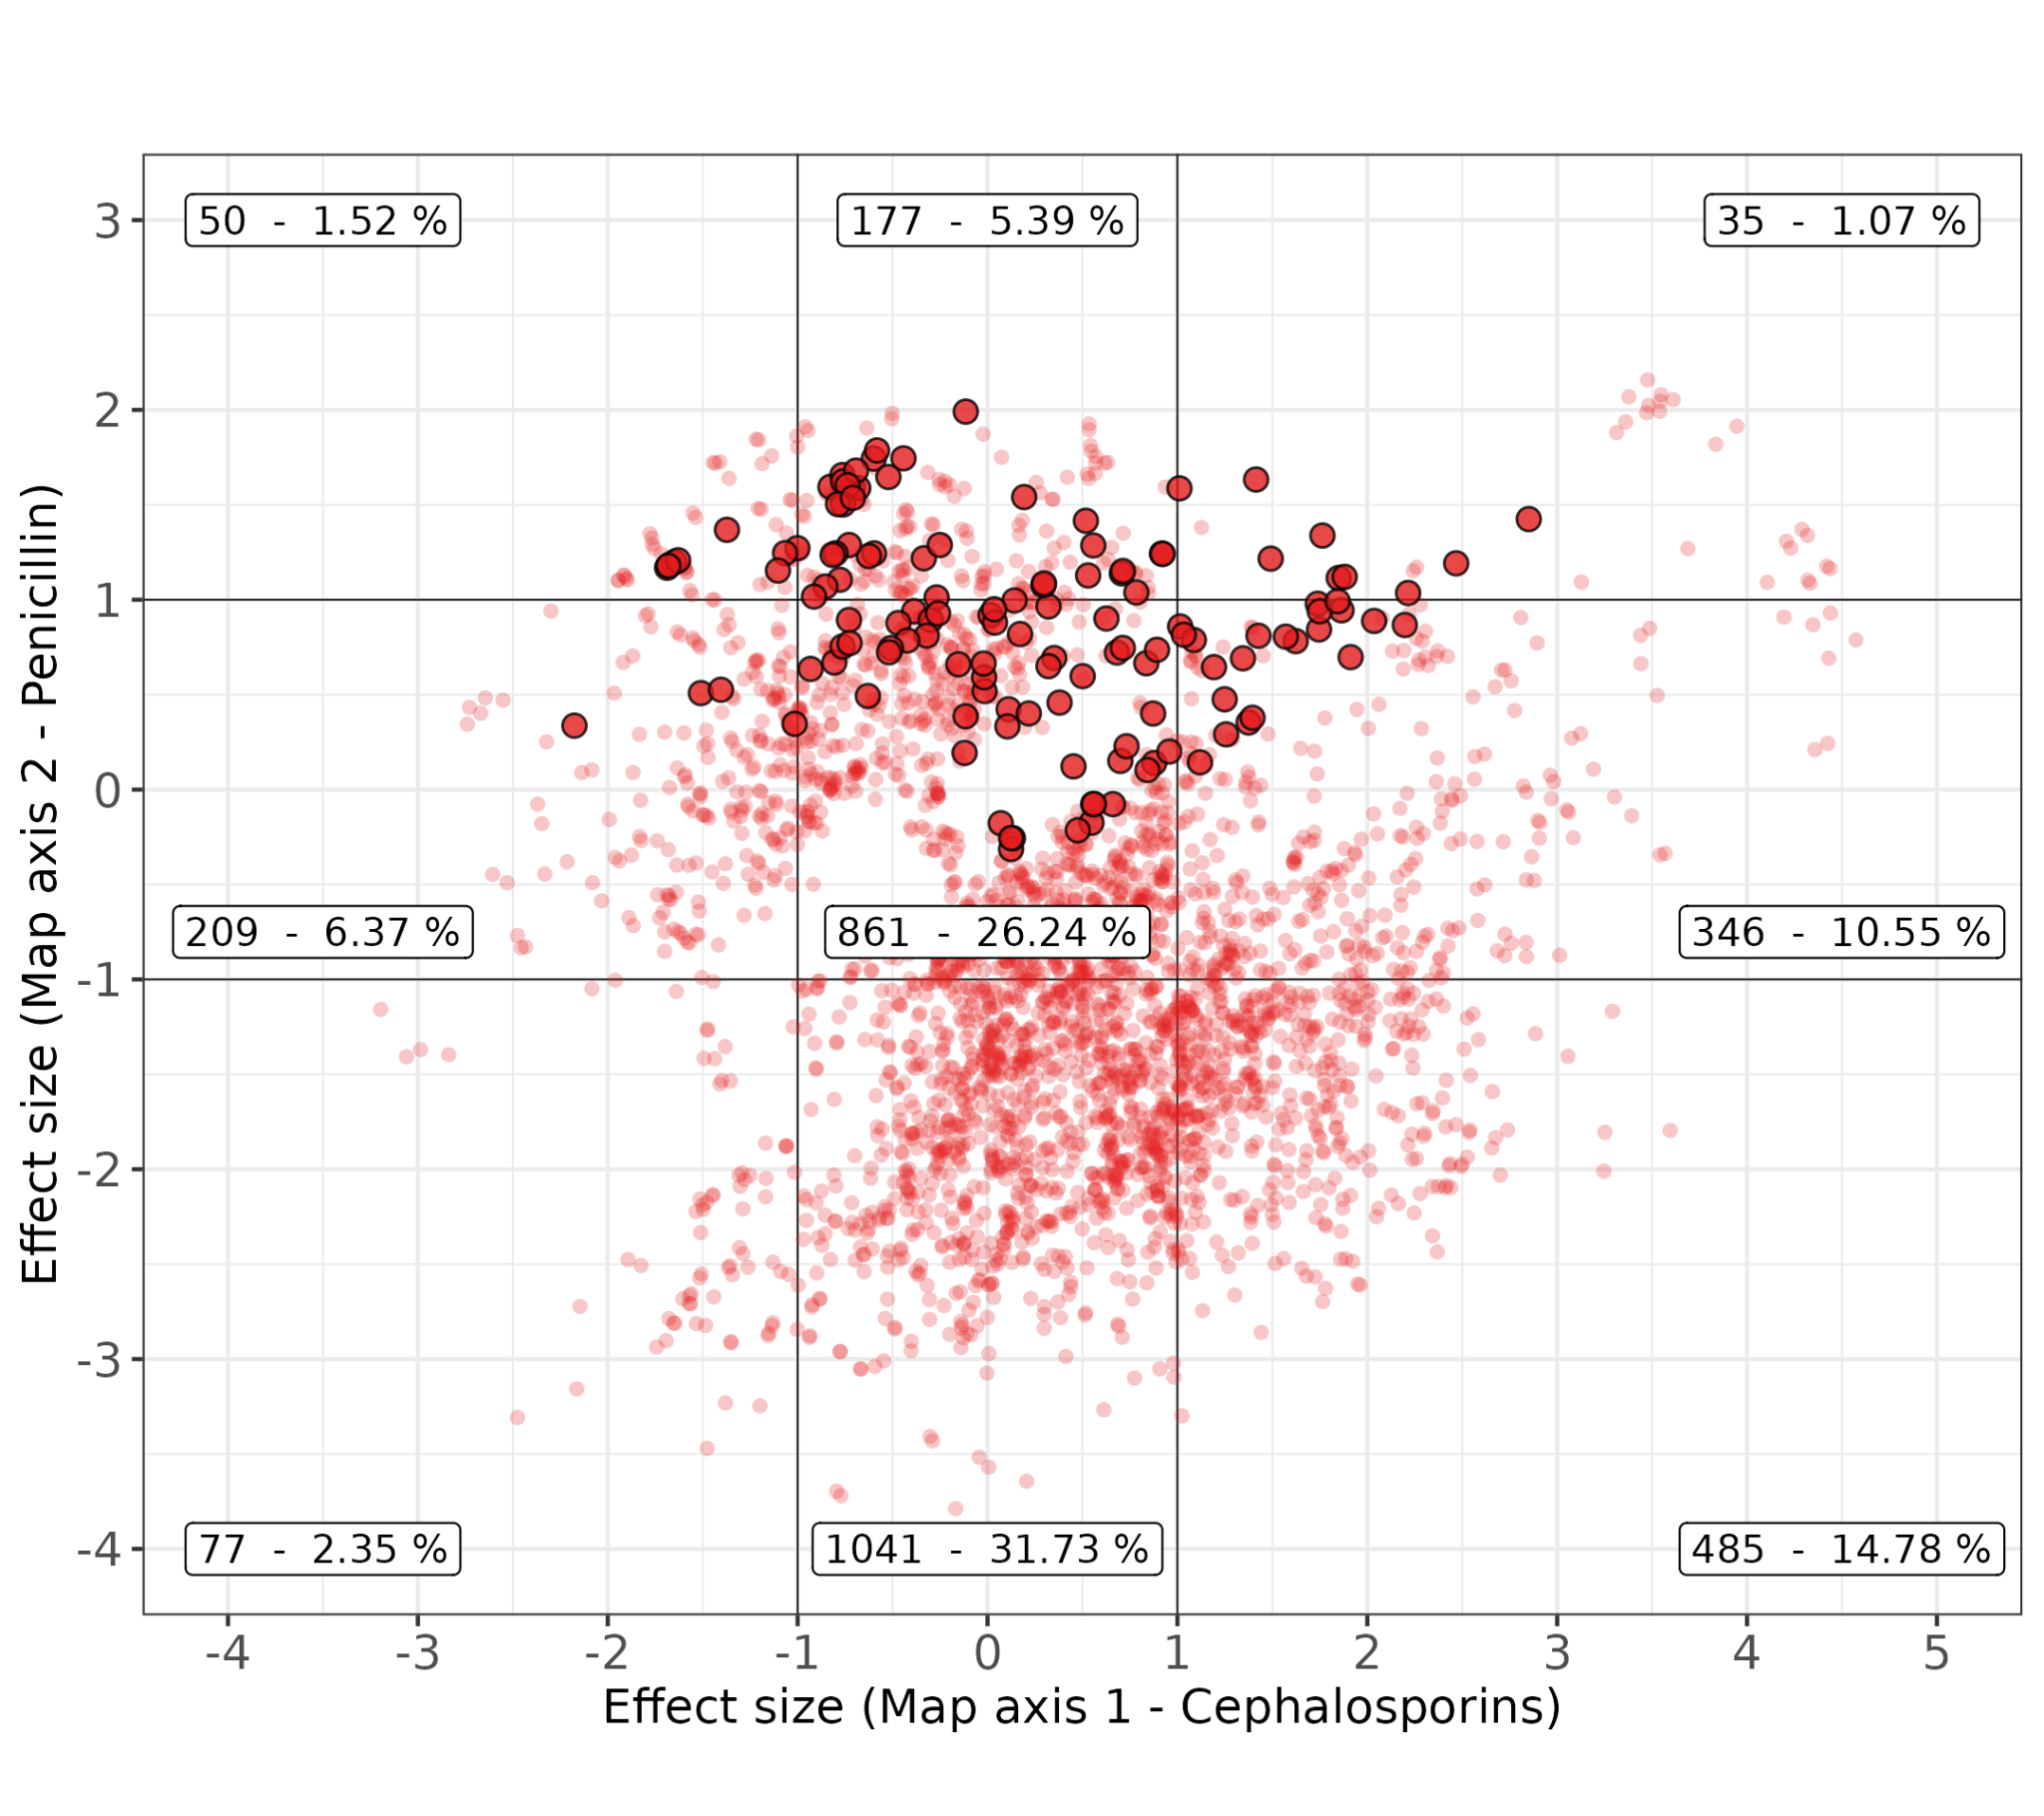 50 - 1.52 %
177 - 5.39 %
35 - 1.07 %
209 - 6.37 %
861 - 26.24 %
346 - 10.55 %
77 - 2.35 %
1041 - 31.73 %
485 - 14.78 %
3
2
1
0
-1
-2
-3
-4
-4 -3 -2 -1 0 1 2 3 4 5
Effect size (Map axis 1 - Cephalosporins)
Effect size (Map axis 2 - Penicillin)